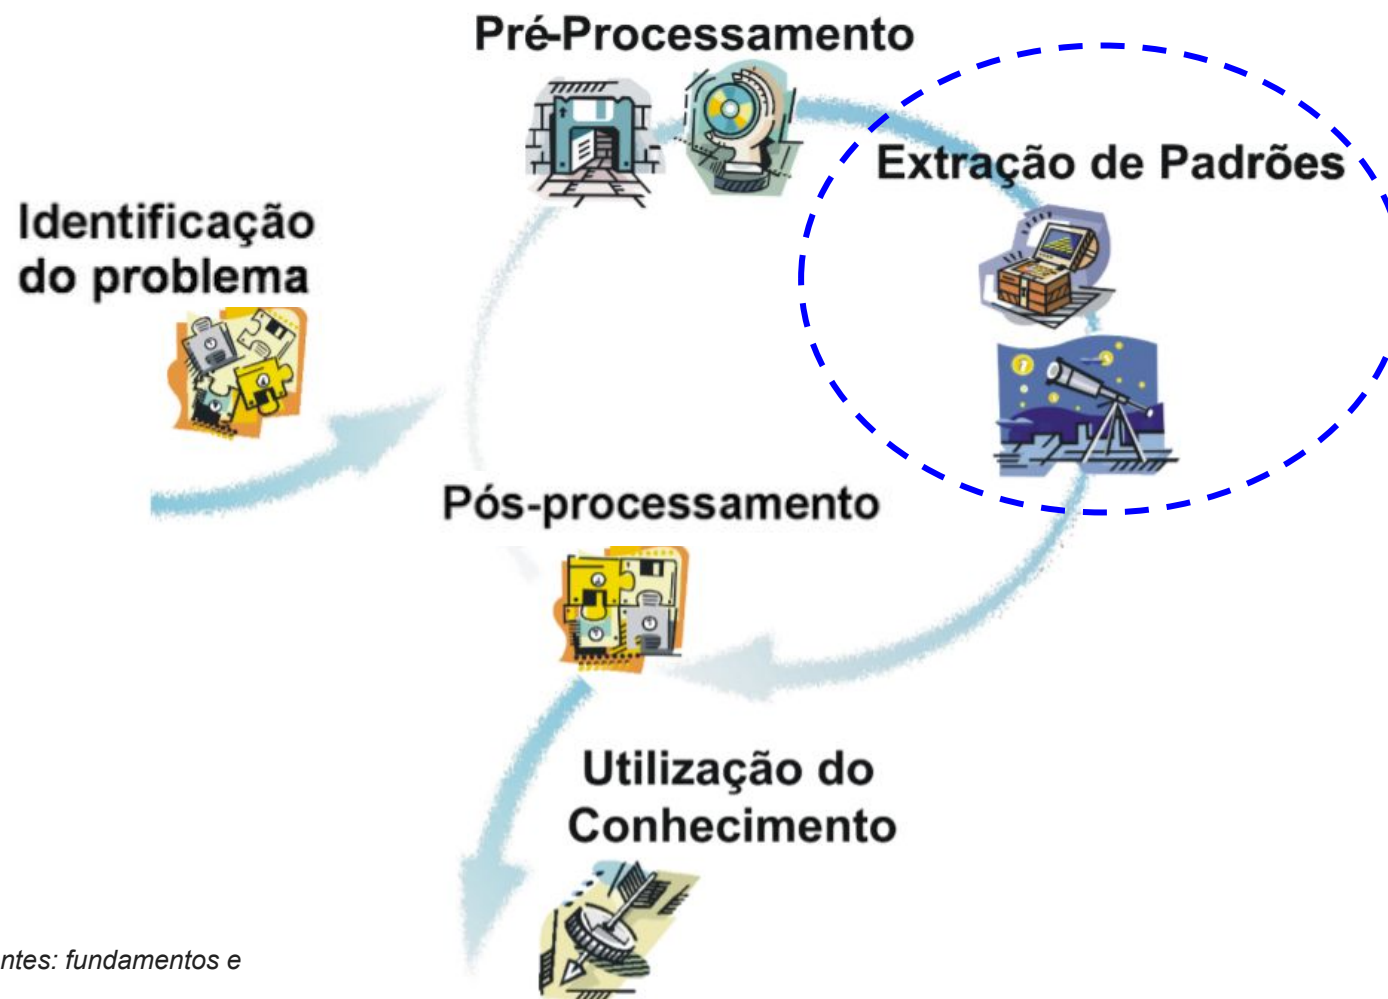 Pré-Processamento
Extração de Padrões
Identificação
do problema
Pós-processamento
Utilização do
Conhecimento
ntes: fundamentos e